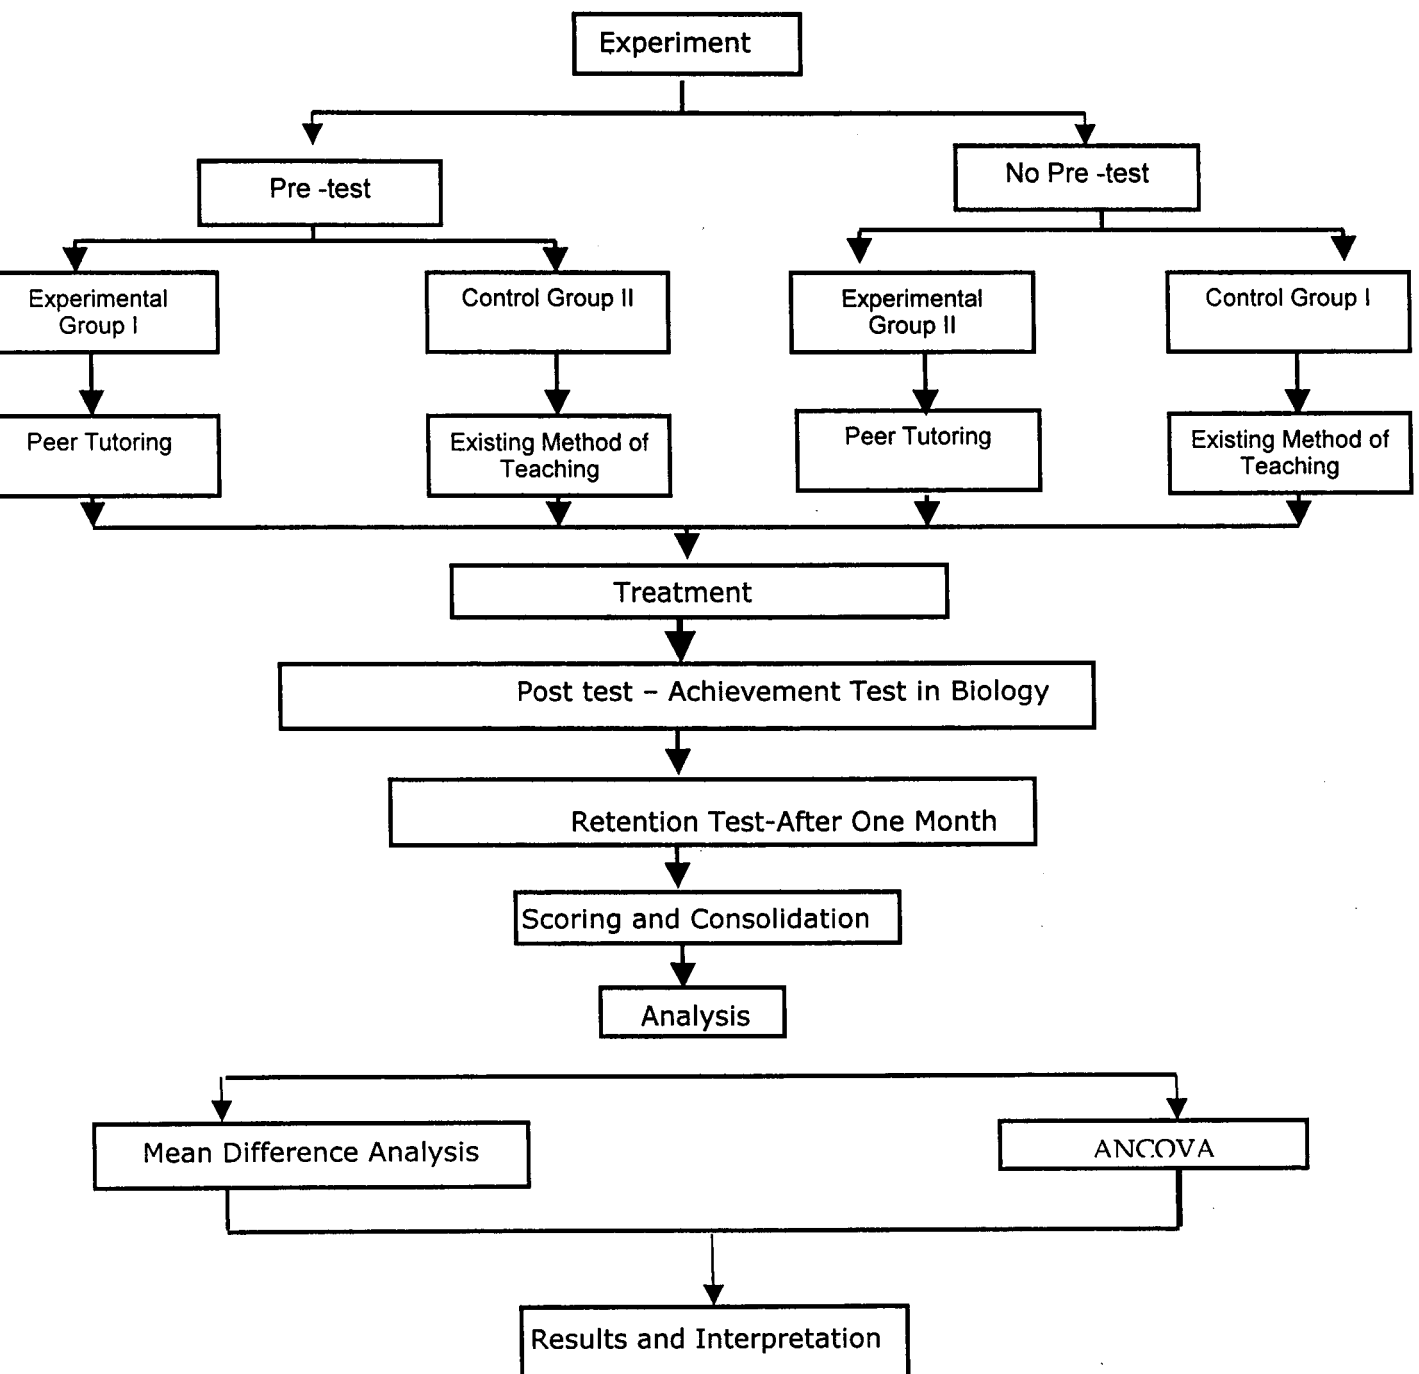 Experiment
Pre -test
No Pre -test
Experimental
Group I
Control Group II
Experimental
Group II
Control Group I
Peer Tutoring
Existing Method of
Teaching
Peer Tutoring
Existing Method of
Teaching
Treatment
Post test – Achievement Test in Biology
Retention Test-After One Month
Scoring and Consolidation
Analysis
Mean Difference Analysis
ANCOVA
Results and Interpretation